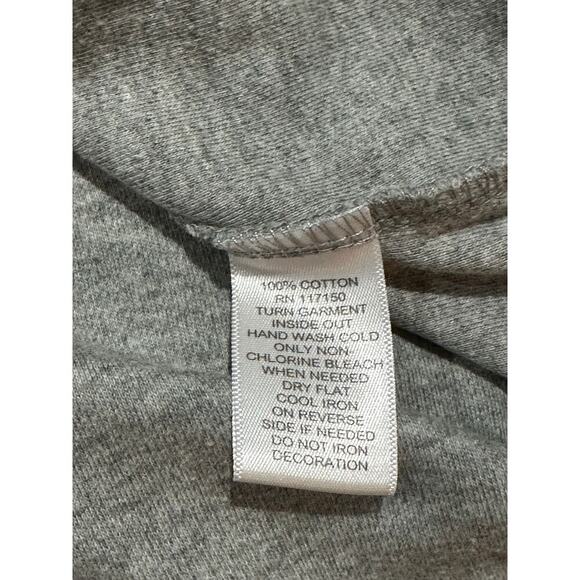 100% COTTON
RN 117150
TURN GARMENT
INSIDE OUT
HAND WASH COLD
ONLY NON-
CHLORINE BLEACH
WHEN NEEDED
DRY FLAT
COOL IRON
ON REVERSE
SIDE IF NEEDED
DO NOT IRON
DECORATION